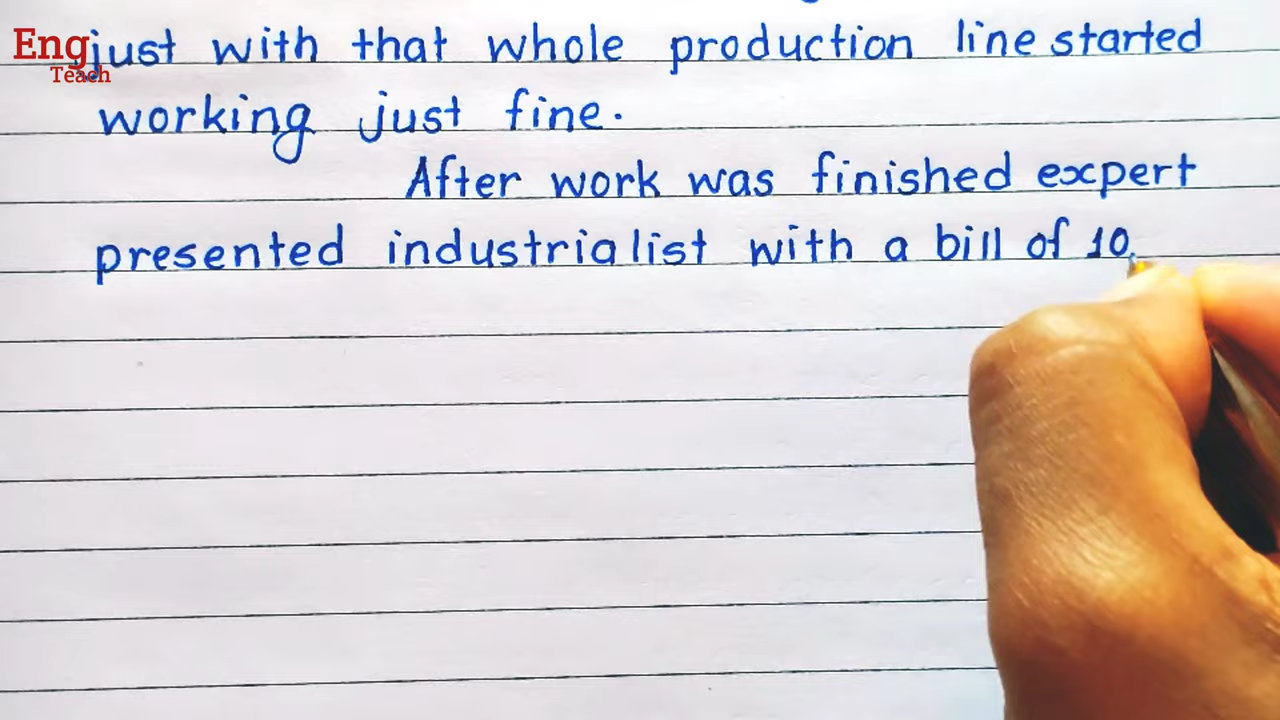 Eng
Teach
just with that whole production line started
working just fine.
After work was finished expert
presented industrialist with a bill of 10,